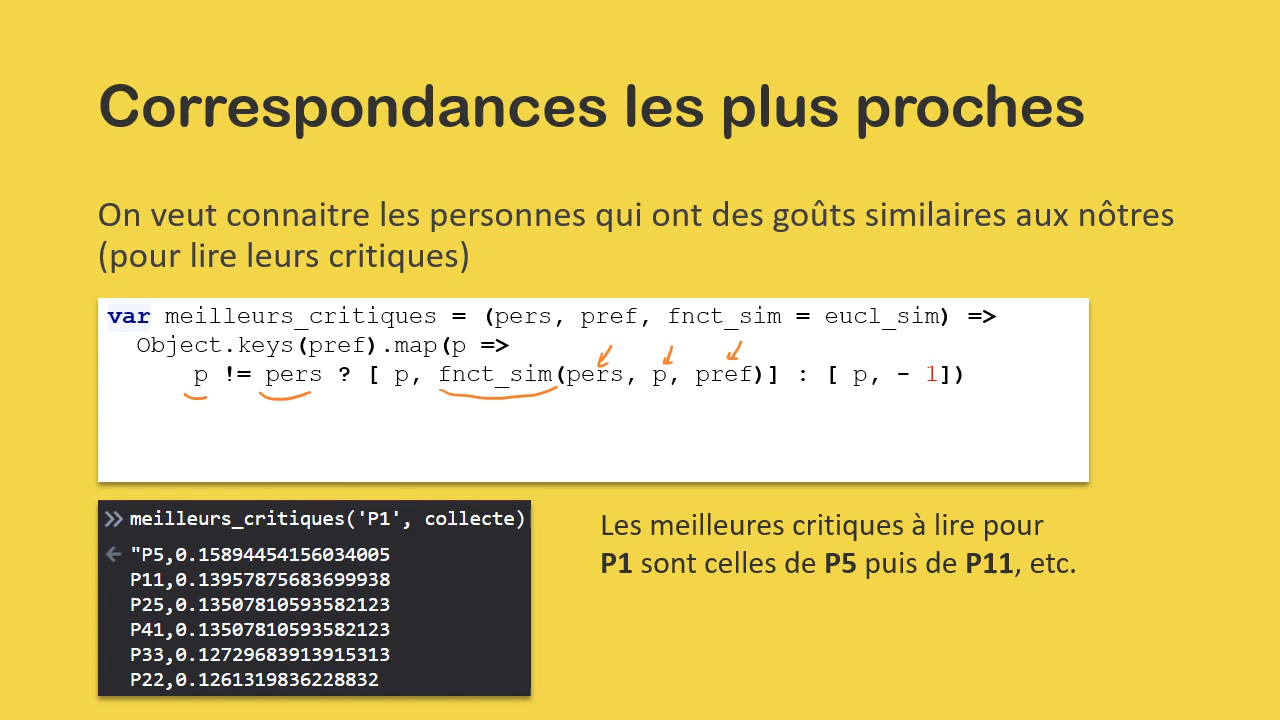 Correspondances les plus proches
On veut connaitre les personnes qui ont des goûts similaires aux nôtres
(pour lire leurs critiques)
var meilleurs_critiques = (pers, pref, fnct_sim = eucl_sim) =>
Object.keys(pref).map(p =>
p != pers ? [ p, fnct_sim(pers, p, pref)] : [ p, - 1])
meilleurs_critiques('P1', collecte)
"P5,0.15894454156034005
P11,0.13957875683699938
P25,0.13507810593582123
P41,0.13507810593582123
P33,0.12729683913915313
P22,0.1261319836228832
Les meilleures critiques à lire pour
P1 sont celles de P5 puis de P11, etc.